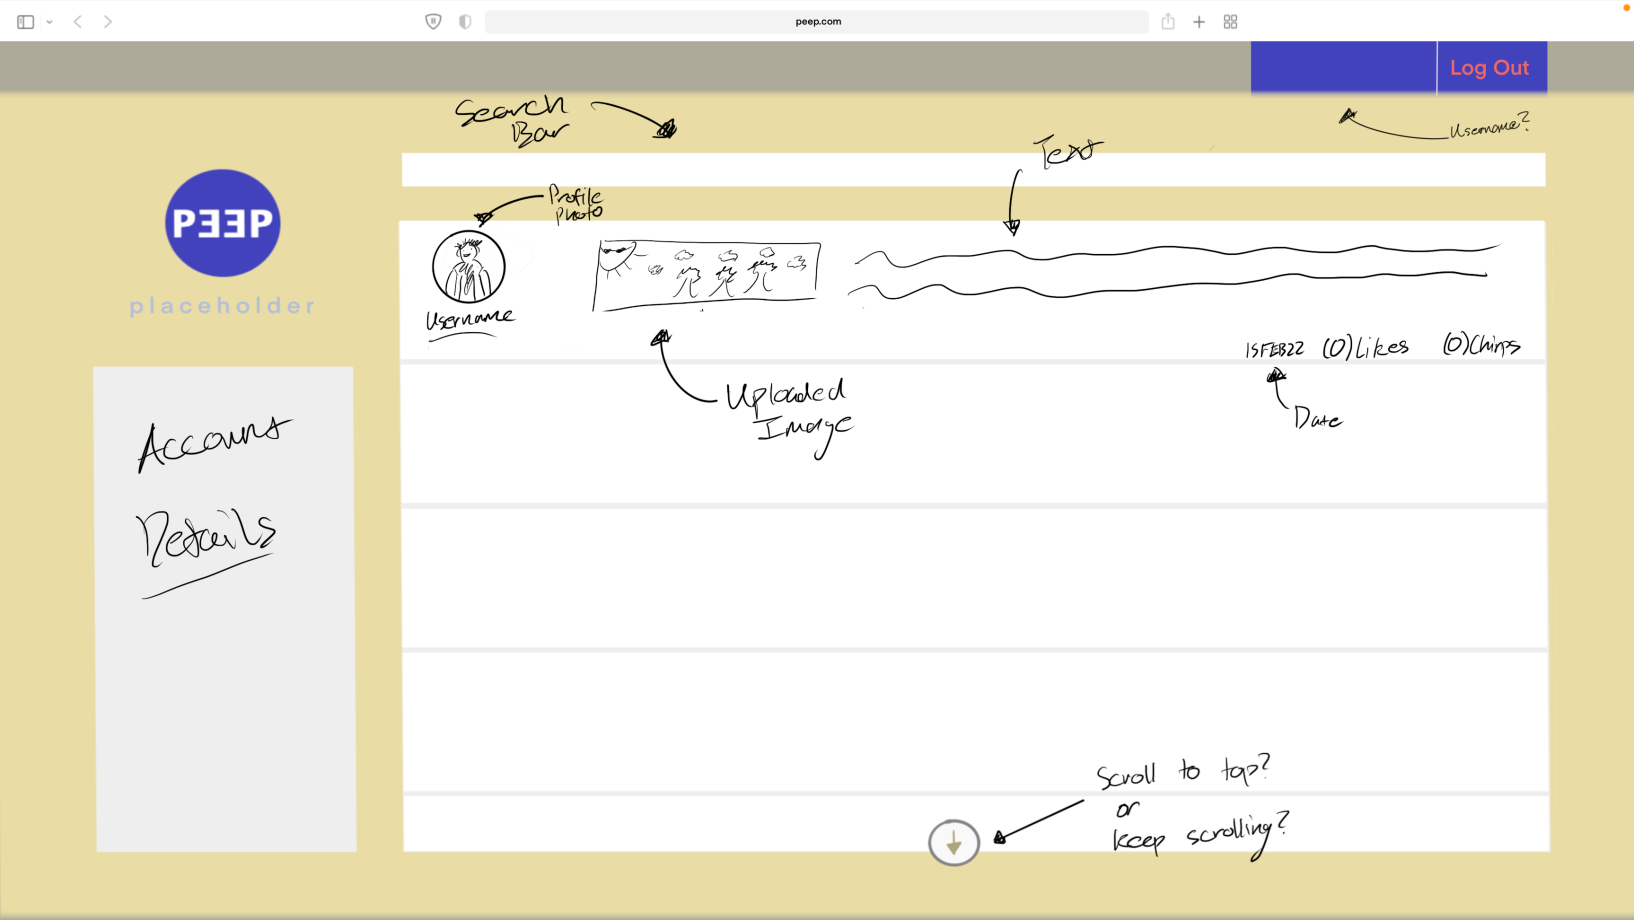 peep.com
Log Out
Search
Bar
Username?
Text
PEEP
placeholder
Profile
Photo
Username
15FEB22 (0)Likes (0)Chirps
Uploaded
Image
Date
Account
Details
Scroll to top?
or
keep scrolling?